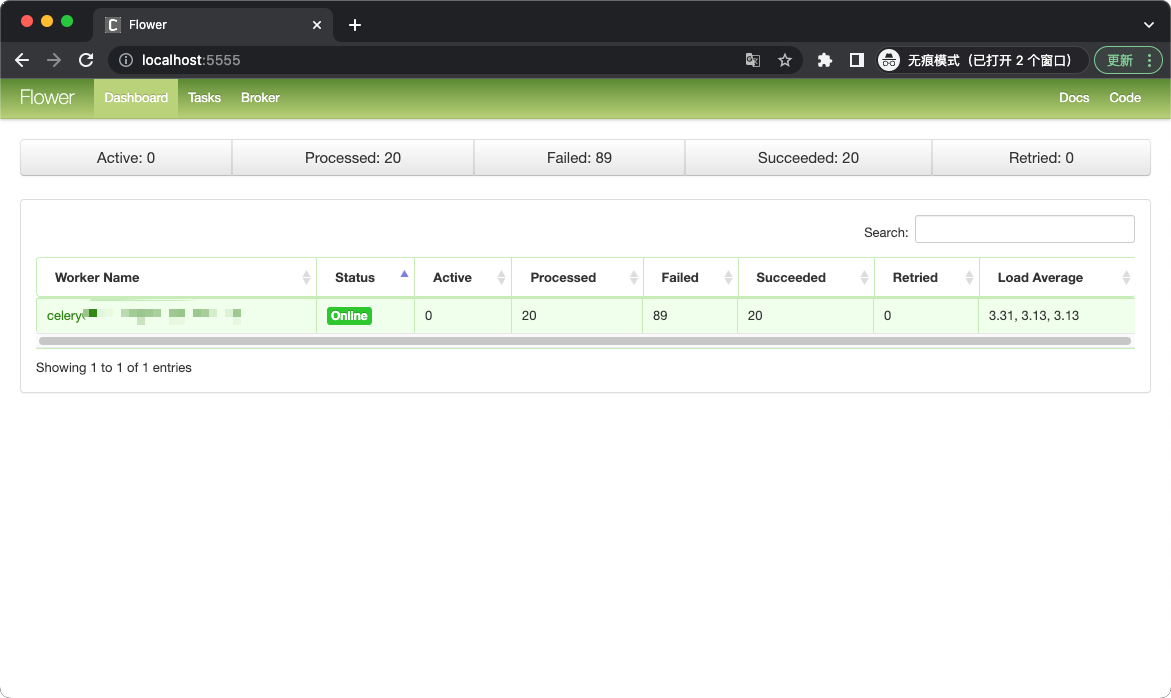 Flower
localhost:5555
无痕模式（已打开 2 个窗口）
更新
Flower Dashboard Tasks Broker Docs Code
Active: 0 Processed: 20 Failed: 89 Succeeded: 20 Retried: 0
Search:
Worker Name Status Active Processed Failed Succeeded Retried Load Average
celery Online 0 20 89 20 0 3.31, 3.13, 3.13
Showing 1 to 1 of 1 entries